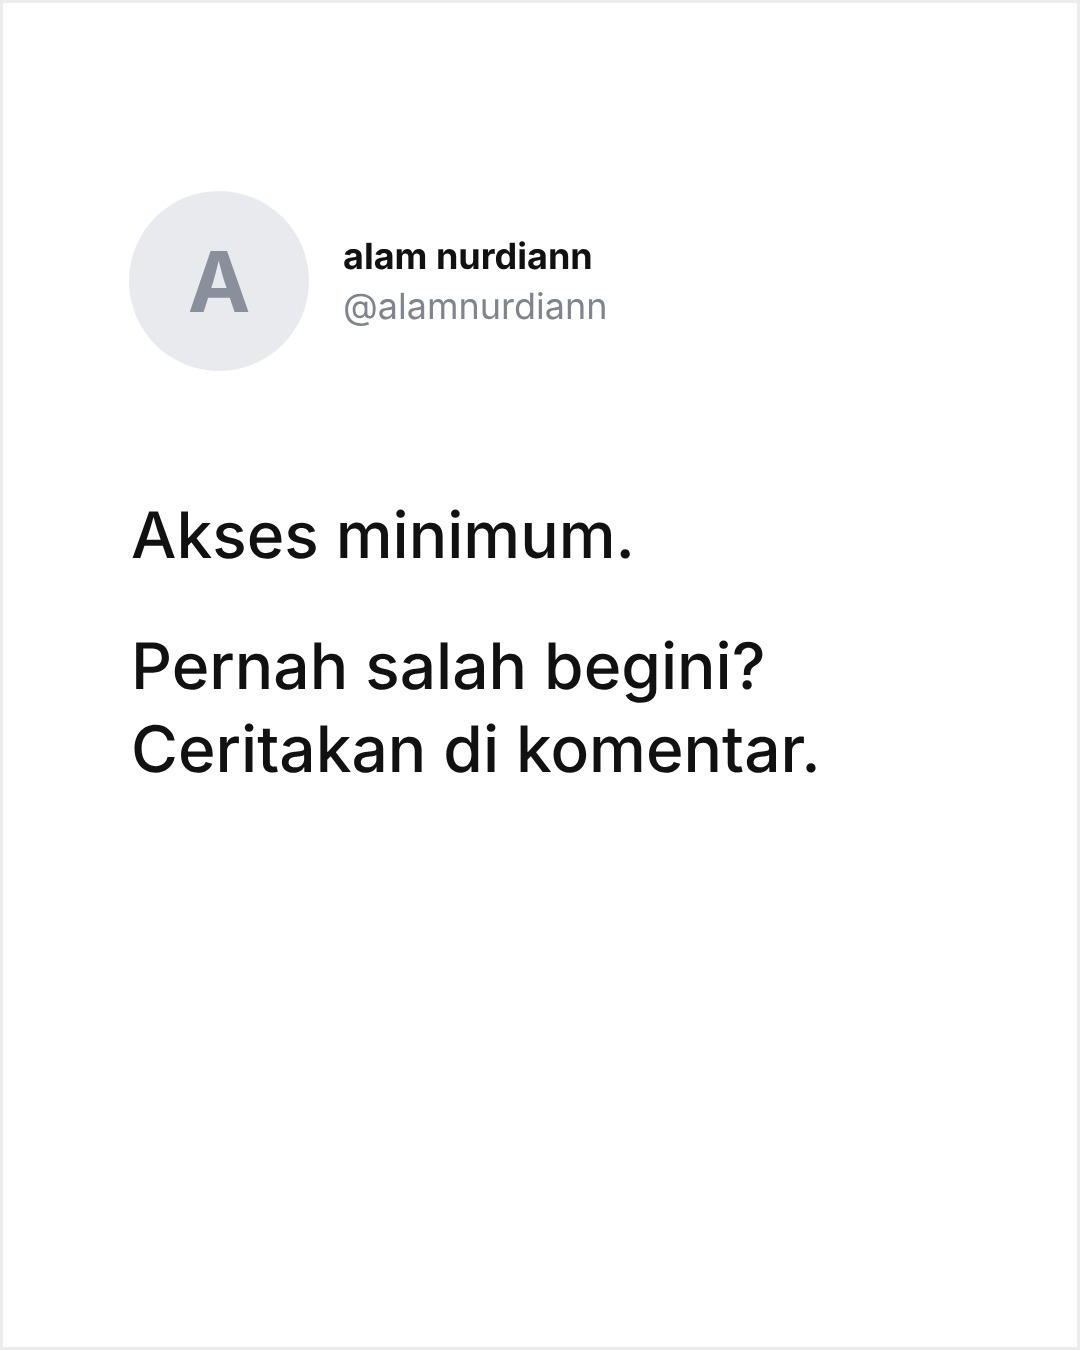 A
alam nurdiann
@alamnurdiann
Akses minimum.
Pernah salah begini?
Ceritakan di komentar.